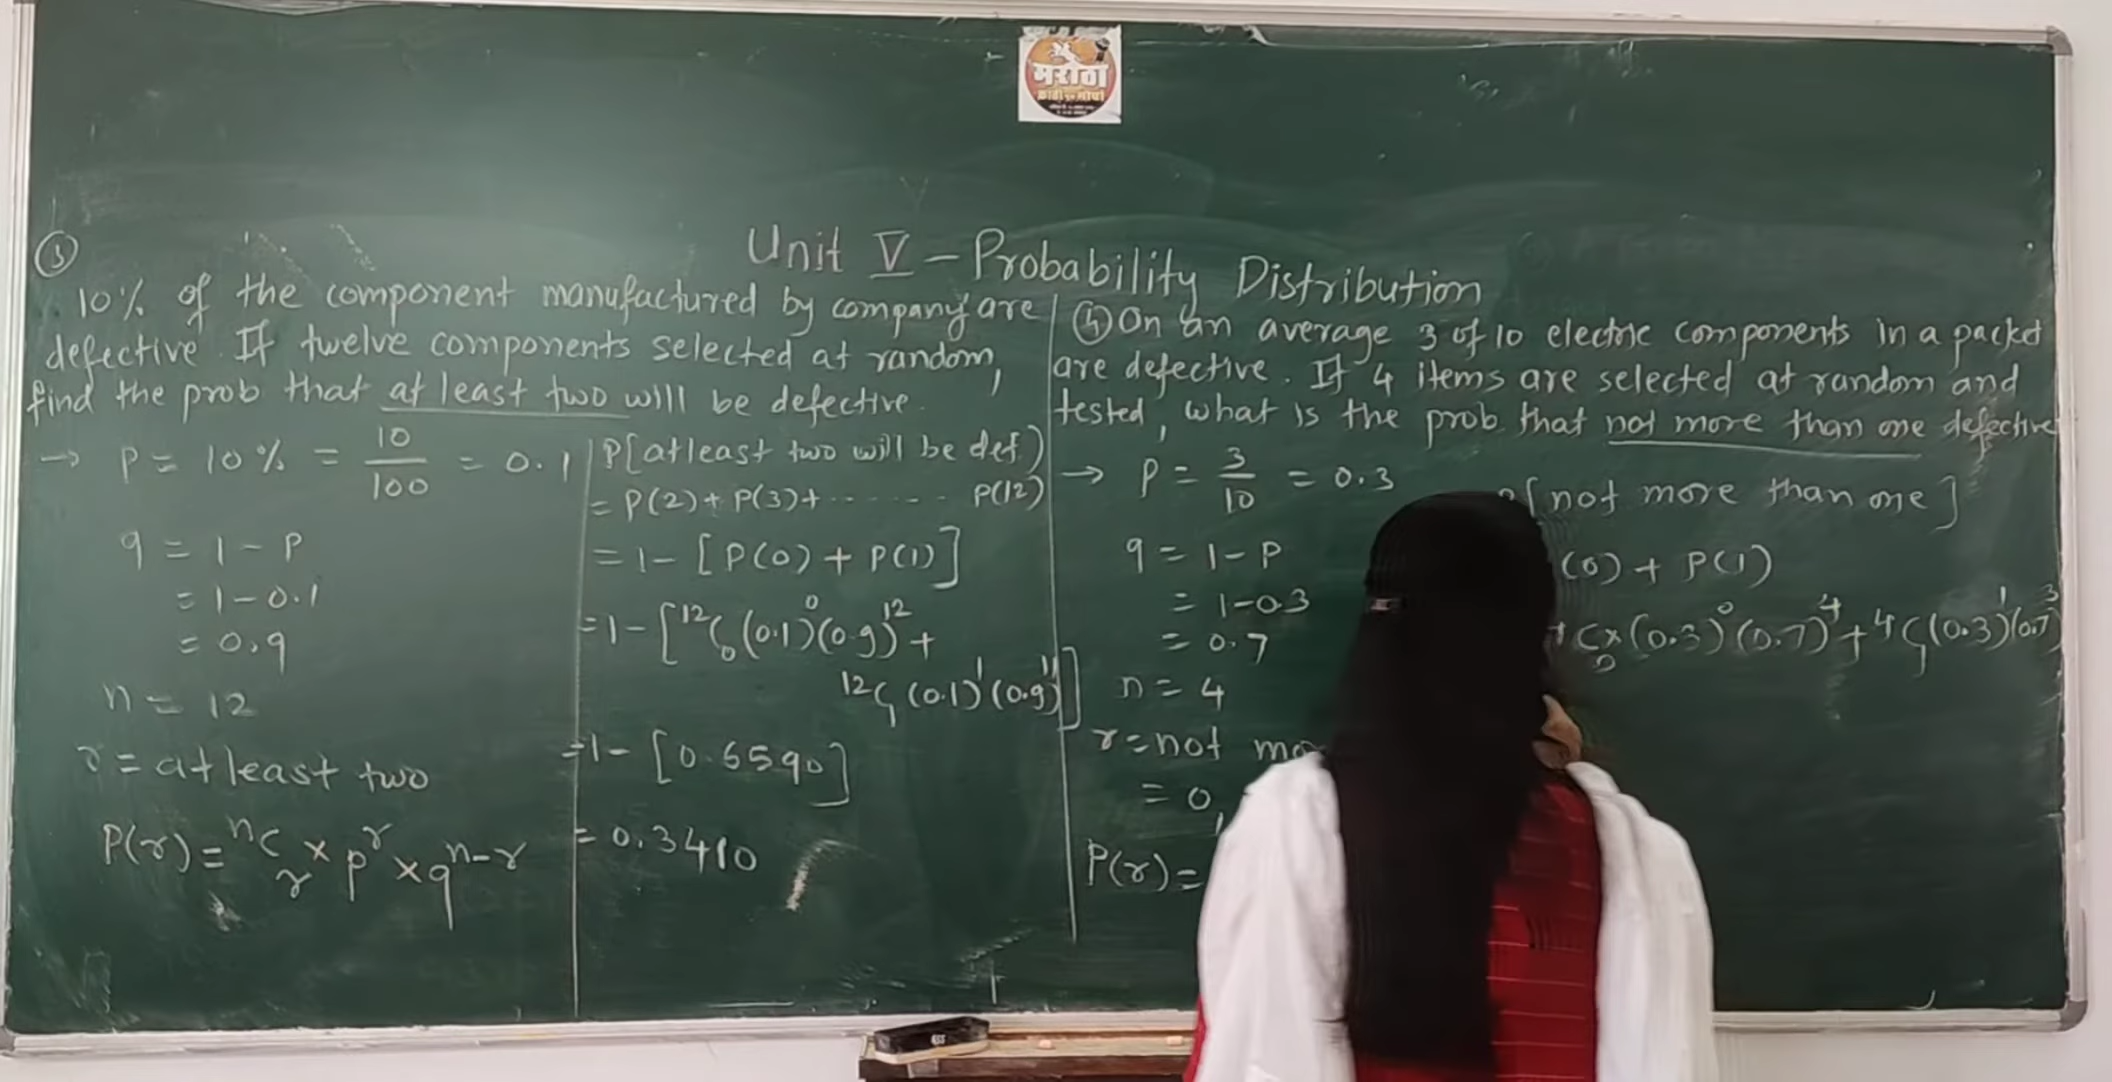 मराठा
क्रांती मोर्चा
Unit V – Probability Distribution
③
10% of the component manufactured by company are
defective. If twelve components selected at random,
find the prob that at least two will be defective.
→ P = 10% = 10/100 = 0.1
q = 1 - P
= 1 - 0.1
= 0.9
n = 12
r = atleast two
P(r) = ⁿCᵣ × pʳ × qⁿ⁻ʳ
P[atleast two will be def.)
= P(2) + P(3) + ------- P(12)
= 1 - [P(0) + P(1)]
= 1 - [¹²C₀ (0.1)⁰ (0.9)¹² +
¹²C₁ (0.1)¹ (0.9)¹¹]
= 1 - [0.6590]
= 0.3410
④ On an average 3 of 10 electric components in a packet
are defective. If 4 items are selected at random and
tested, what is the prob. that not more than one defective
→ P = 3/10 = 0.3
q = 1 - P
= 1 - 0.3
= 0.7
n = 4
r = not
= 0,
P(r) =
[not more than one]
(0) + P(1)
C₀ × (0.3)⁰ (0.7)⁴ + ⁴C₁ (0.3)¹ (0.7)³